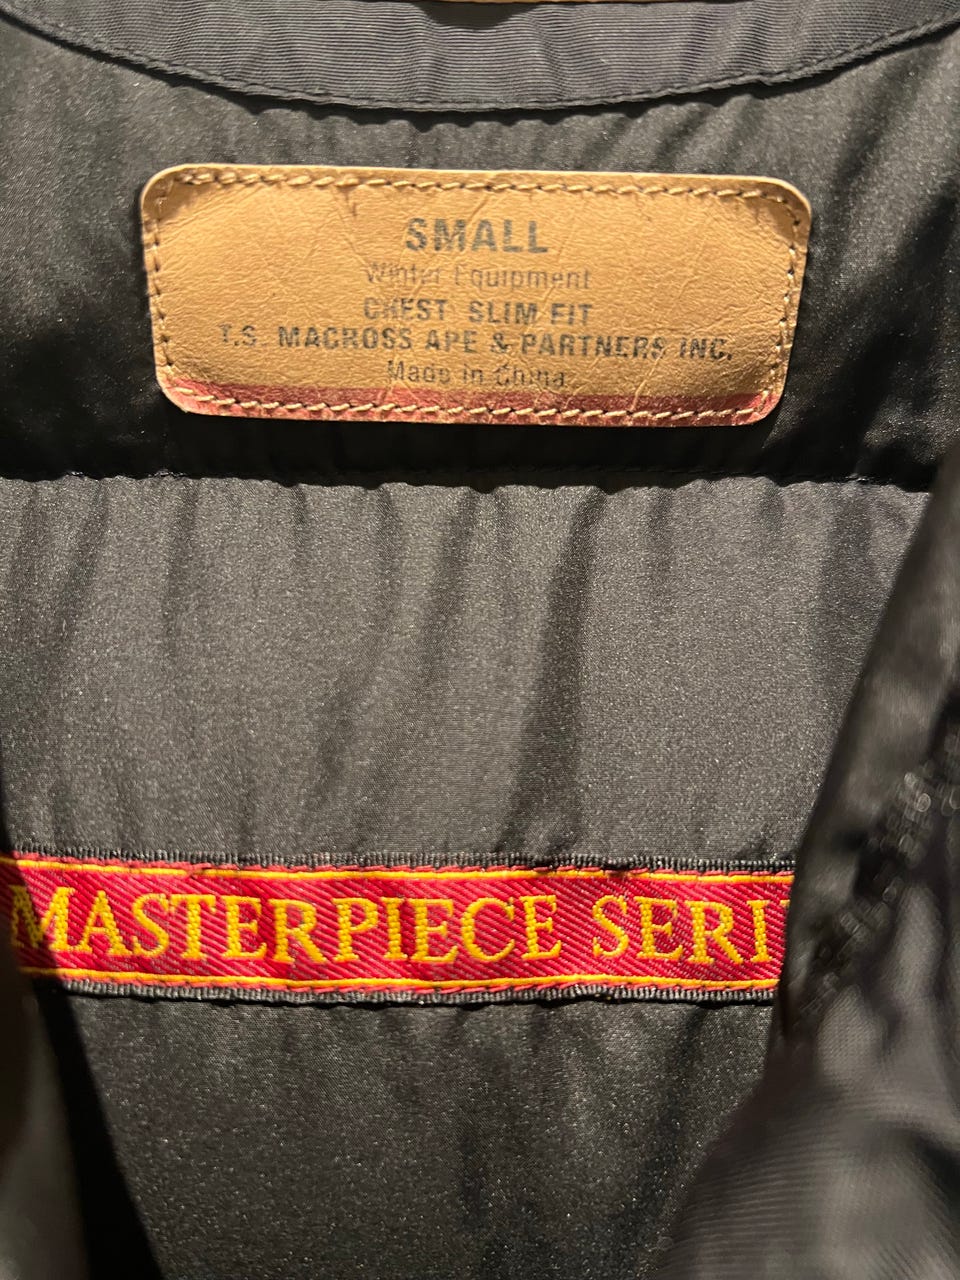 SMALL
Winter Equipment
CHEST SLIM FIT
T.S. MACROSS APE & PARTNERS INC.
Made in China
MASTERPIECE SERI